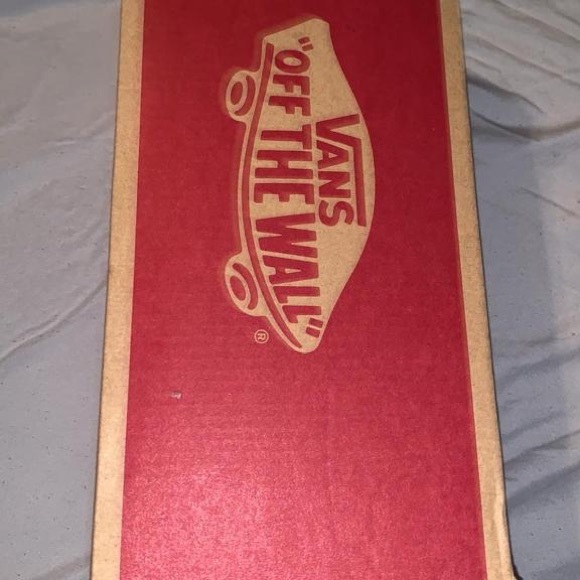 VANS
"OFF THE WALL"
®